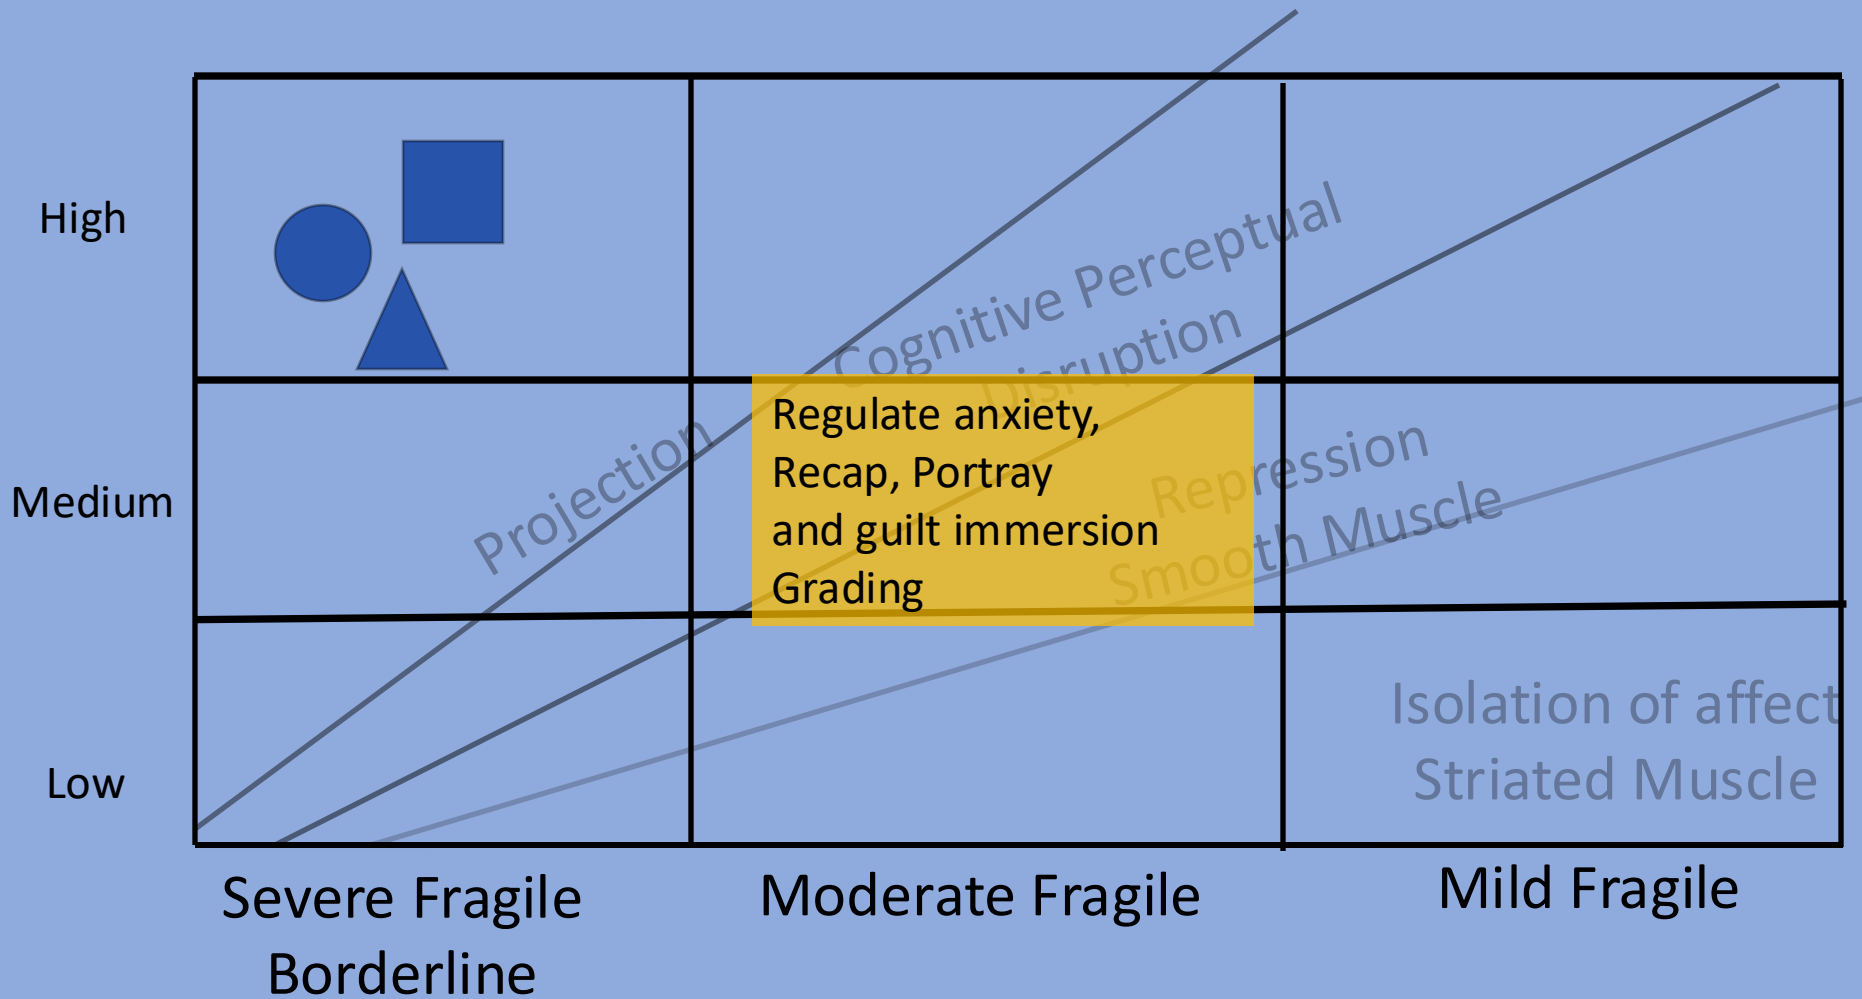 High
Cognitive Perceptual
Disruption
Projection
Medium
Regulate anxiety,
Recap, Portray
and guilt immersion
Grading
Repression
Smooth Muscle
Low
Isolation of affect
Striated Muscle
Severe Fragile
Borderline
Moderate Fragile
Mild Fragile